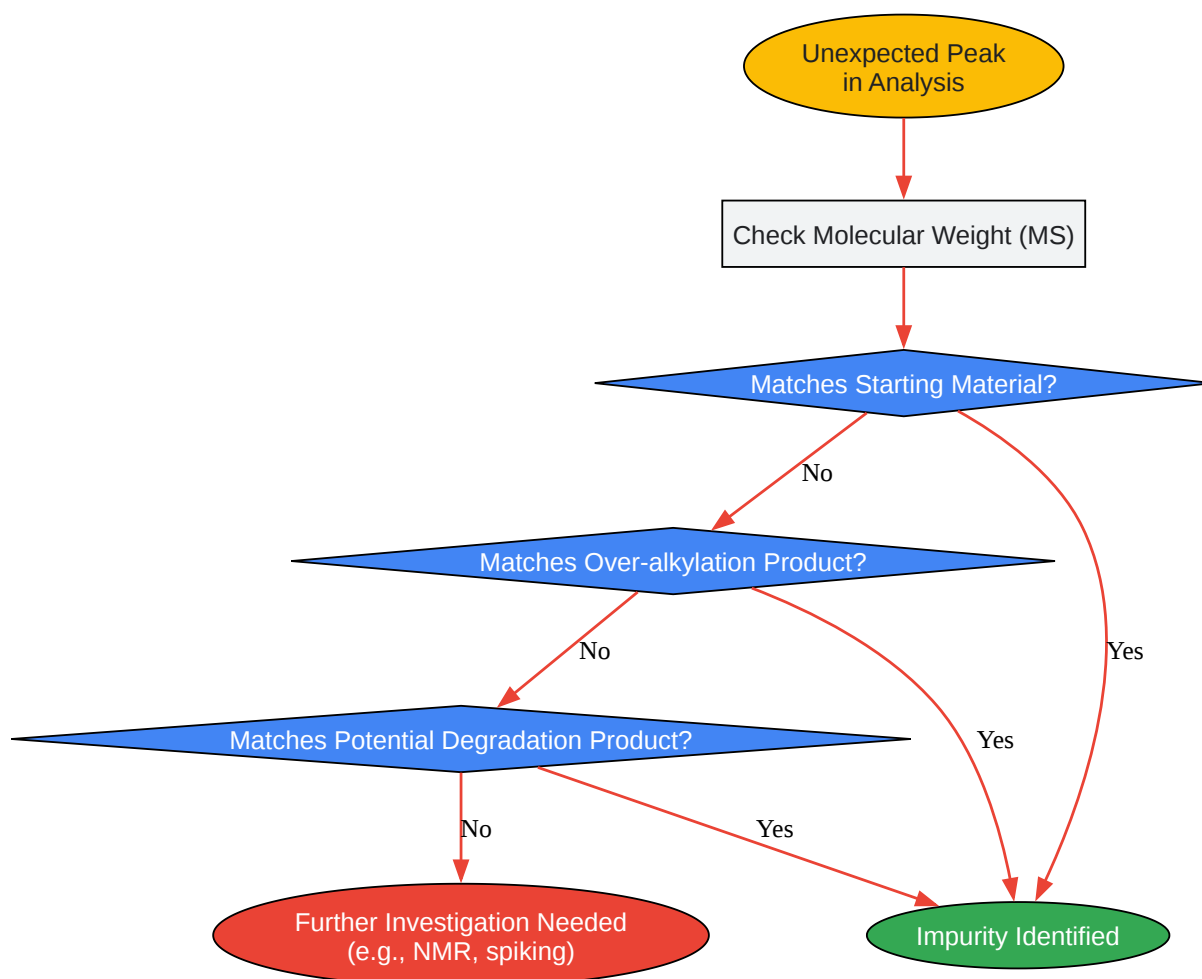 Unexpected Peak
in Analysis
Check Molecular Weight (MS)
Matches Starting Material?
No
Matches Over-alkylation Product?
No
Yes
Matches Potential Degradation Product?
Yes
No
Yes
Further Investigation Needed
(e.g., NMR, spiking)
Impurity Identified